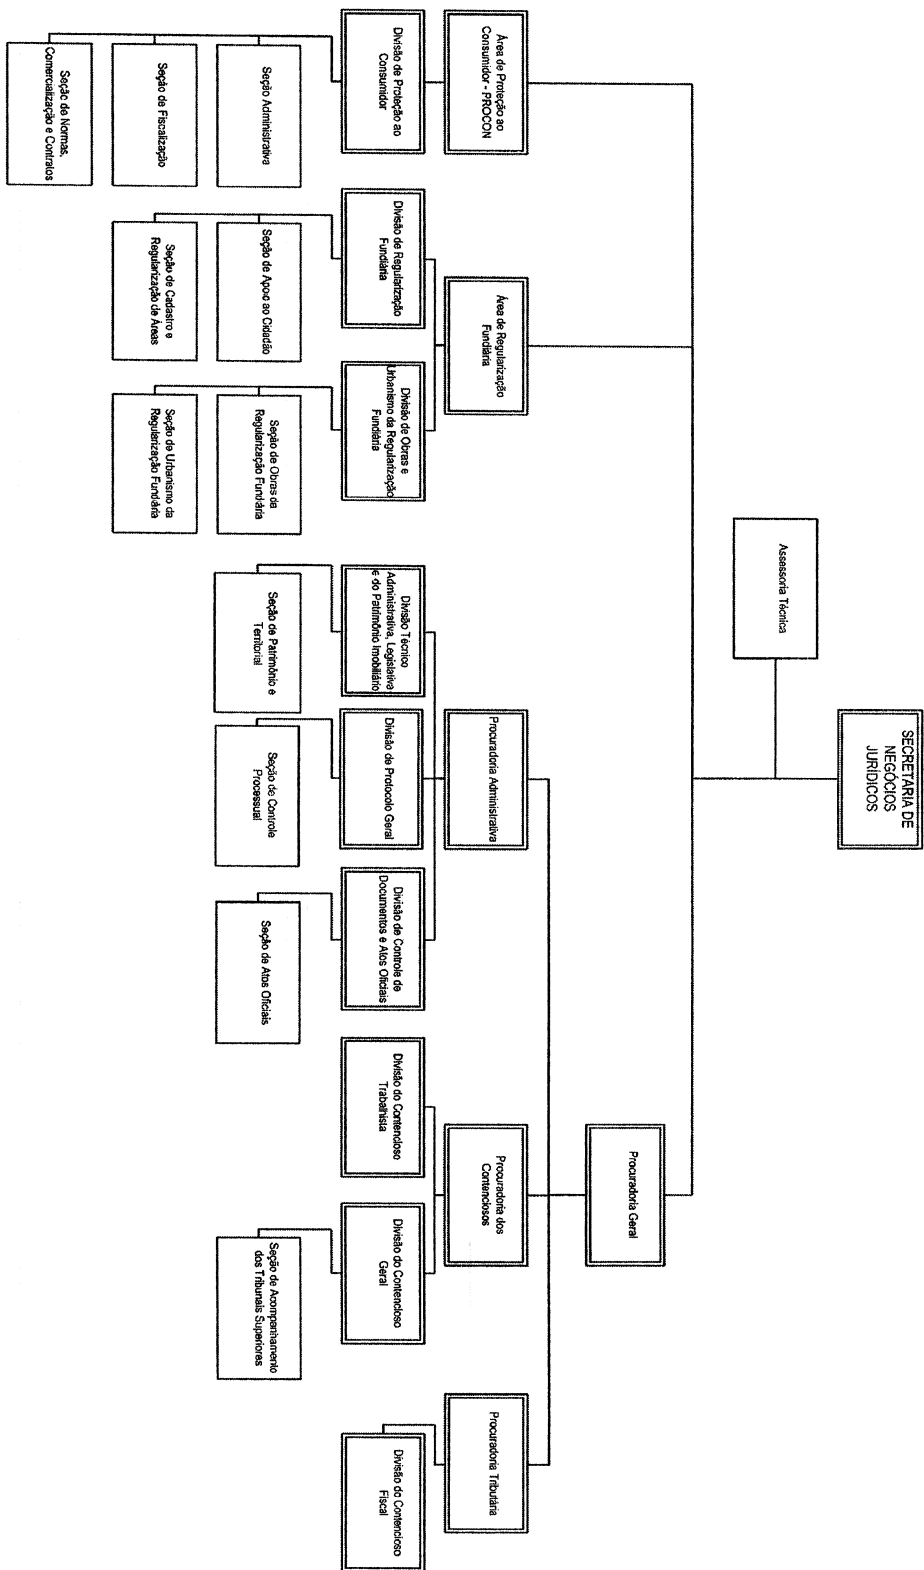 SECRETARIA DE
NEGÓCIOS
JURÍDICOS
Assessoria Técnica
Área de Proteção ao
Consumidor - PROCON
Área de Regularização
Fundiária
Procuradoria Geral
Procuradoria Administrativa
Procuradoria dos
Contenciosos
Procuradoria Tributária
Divisão de Proteção ao
Consumidor
Divisão de Regularização
Fundiária
Divisão de Obras e
Urbanismo da Regularização
Fundiária
Divisão Técnico
Administrativa, Legislativa
e do Patrimônio Imobiliário
Divisão de Protocolo Geral
Divisão de Controle de
Documentos e Atos Oficiais
Divisão do Contencioso
Trabalhista
Divisão do Contencioso
Geral
Divisão do Contencioso
Fiscal
Seção Administrativa
Seção de Fiscalização
Seção de Normas,
Comercialização e Contratos
Seção de Apoio ao Cidadão
Seção de Cadastro e
Regularização de Áreas
Seção de Obras da
Regularização Fundiária
Seção de Urbanismo da
Regularização Fundiária
Seção de Patrimônio e
Territorial
Seção de Controle
Processual
Seção de Atos Oficiais
Seção de Acompanhamento
dos Tribunais Superiores